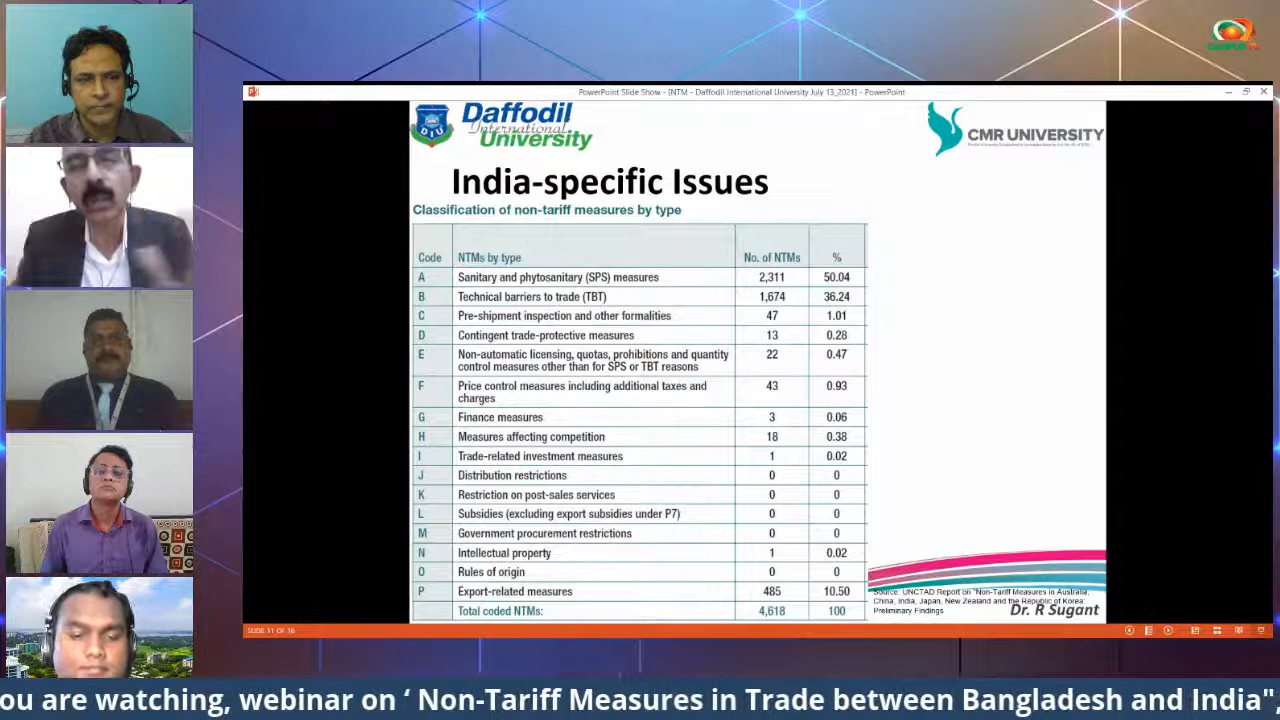 PowerPoint Slide Show - [NTM - Daffodil International University July 13_2021] - PowerPoint
DIU
Daffodil
International
University
CMR UNIVERSITY
India-specific Issues
Classification of non-tariff measures by type
Code NTMs by type No. of NTMs %
A Sanitary and phytosanitary (SPS) measures 2,311 50.04
B Technical barriers to trade (TBT) 1,674 36.24
C Pre-shipment inspection and other formalities 47 1.01
D Contingent trade-protective measures 13 0.28
E Non-automatic licensing, quotas, prohibitions and quantity 22 0.47
control measures other than for SPS or TBT reasons
F Price control measures including additional taxes and 43 0.93
charges
G Finance measures 3 0.06
H Measures affecting competition 18 0.38
I Trade-related investment measures 1 0.02
J Distribution restrictions 0 0
K Restriction on post-sales services 0 0
L Subsidies (excluding export subsidies under P7) 0 0
M Government procurement restrictions 0 0
N Intellectual property 1 0.02
O Rules of origin 0 0
P Export-related measures 485 10.50
Total coded NTMs: 4,618 100
Source: UNCTAD Report on "Non-Tariff Measures in Australia,
China, India, Japan, New Zealand and the Republic of Korea:
Preliminary Findings
Dr. R Sugant
SLIDE 11 OF 16
ou are watching, webinar on ‘ Non-Tariff Measures in Trade between Bangladesh and India",